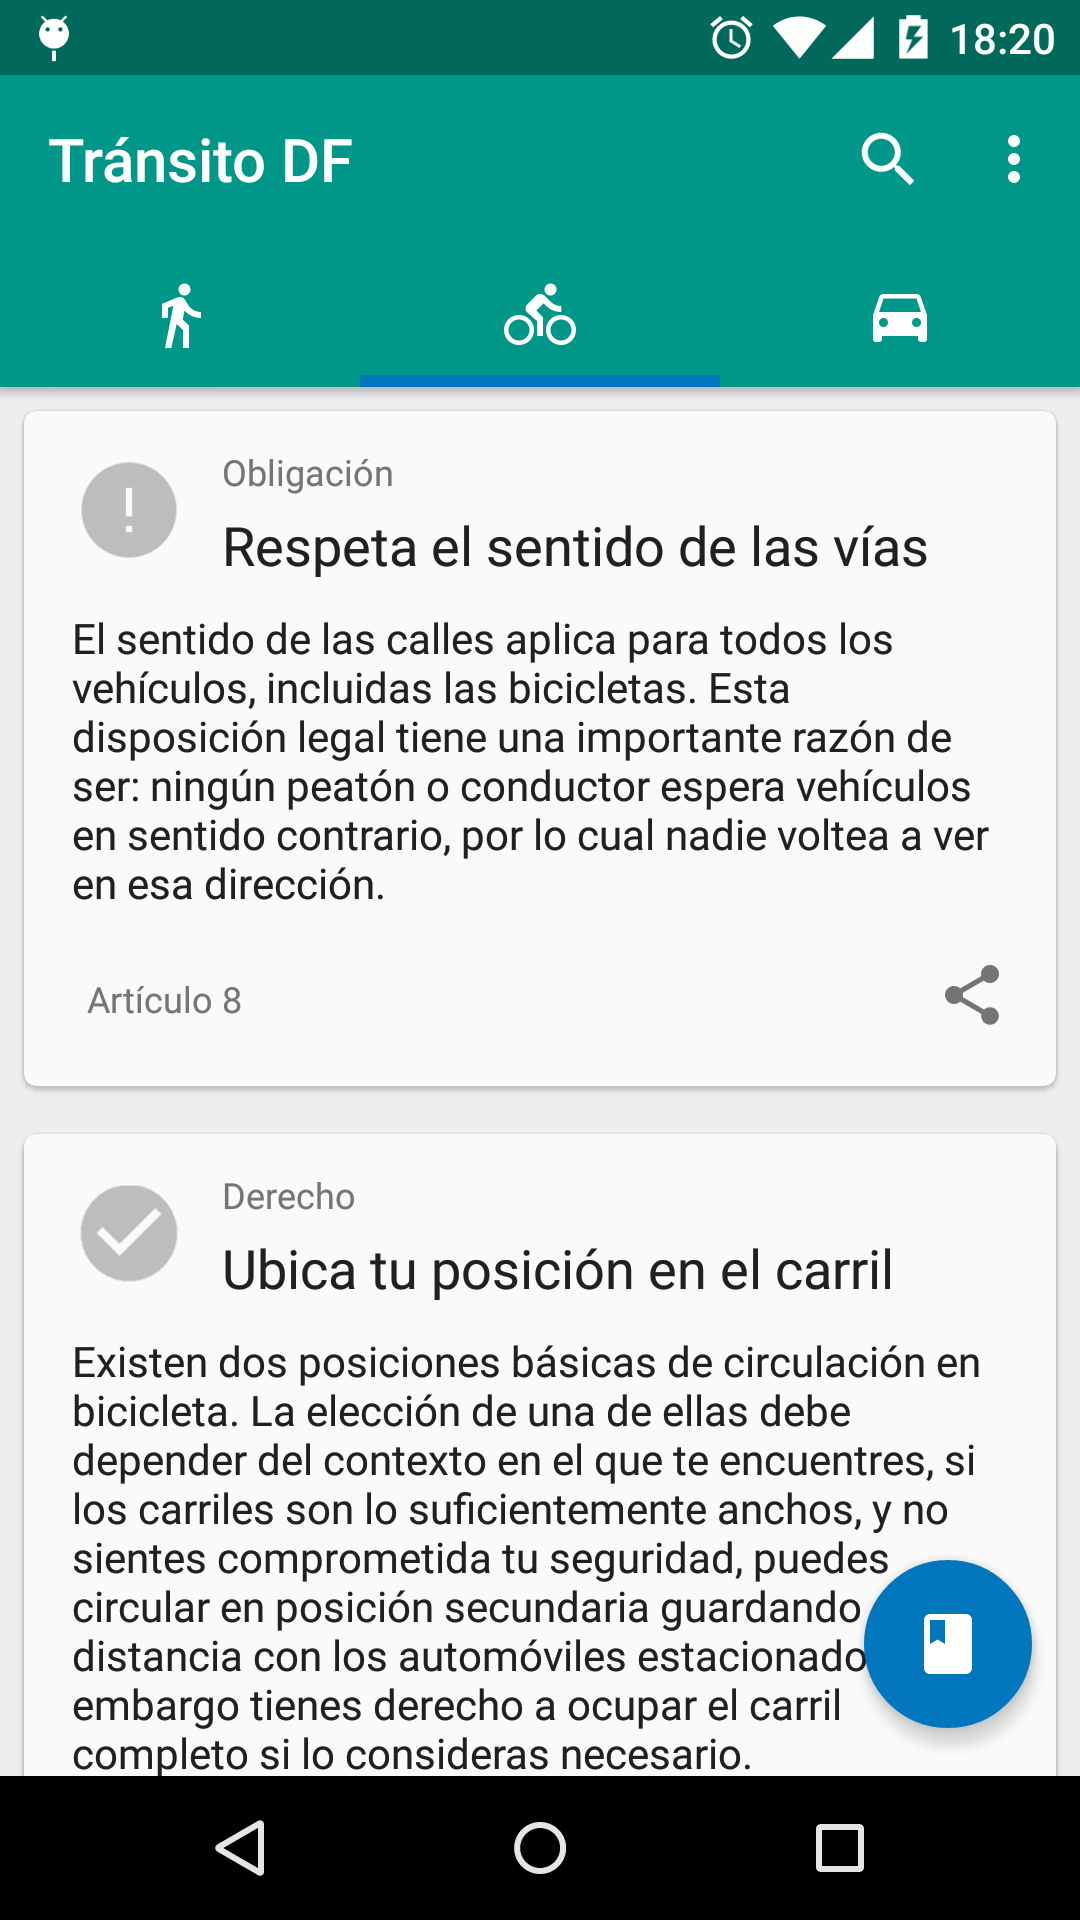 18:20
Tránsito DF
Obligación
Respeta el sentido de las vías
El sentido de las calles aplica para todos los
vehículos, incluidas las bicicletas. Esta
disposición legal tiene una importante razón de
ser: ningún peatón o conductor espera vehículos
en sentido contrario, por lo cual nadie voltea a ver
en esa dirección.
Artículo 8
Derecho
Ubica tu posición en el carril
Existen dos posiciones básicas de circulación en
bicicleta. La elección de una de ellas debe
depender del contexto en el que te encuentres, si
los carriles son lo suficientemente anchos, y no
sientes comprometida tu seguridad, puedes
circular en posición secundaria guardando
distancia con los automóviles
embargo tienes derecho a ocupar el carril
completo si lo consideras necesario.